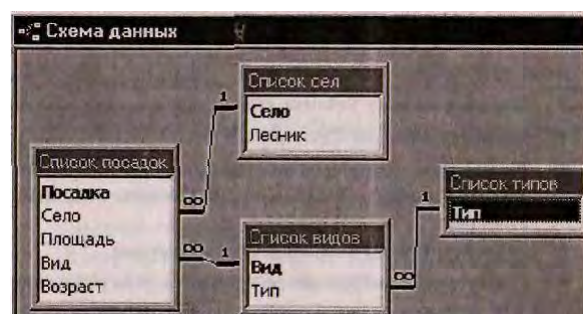 Схема данных
Список сел
Село
Лесник
Список посадок
Посадка
Село
Площадь
Вид
Возраст
Список видов
Вид
Тип
Список типов
Тип
1
∞
∞
1
∞
1